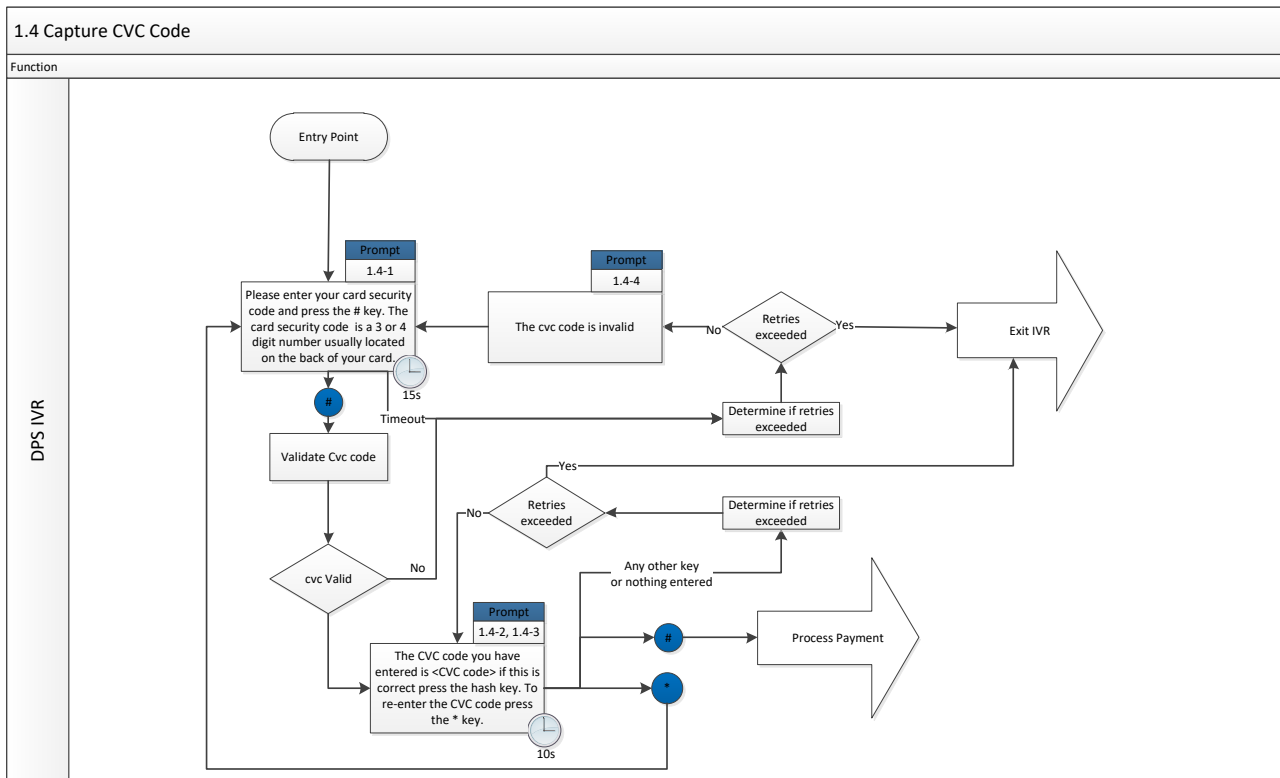 1.4 Capture CVC Code
Function
DPS IVR
Entry Point
Prompt
1.4-1
Please enter your card security
code and press the # key. The
card security code is a 3 or 4
digit number usually located
on the back of your card.
15s
#
Timeout
Validate Cvc code
cvc Valid
No
Prompt
1.4-4
The cvc code is invalid
No
Retries
exceeded
Yes
Exit IVR
Determine if retries
exceeded
Yes
Retries
exceeded
No
Determine if retries
exceeded
Any other key
or nothing entered
Prompt
1.4-2, 1.4-3
The CVC code you have
entered is <CVC code> if this is
correct press the hash key. To
re-enter the CVC code press
the * key.
10s
#
Process Payment
*